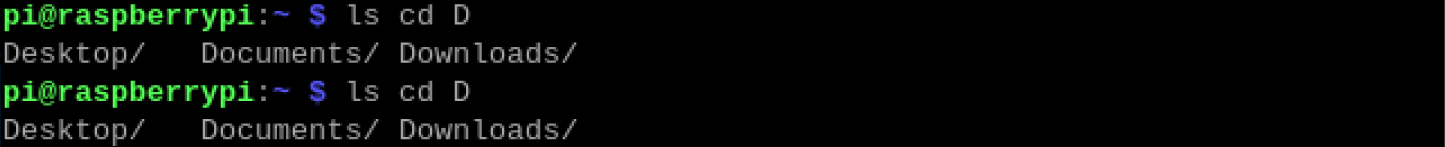 pi@raspberrypi:~ $ ls cd D
Desktop/   Documents/ Downloads/
pi@raspberrypi:~ $ ls cd D
Desktop/   Documents/ Downloads/